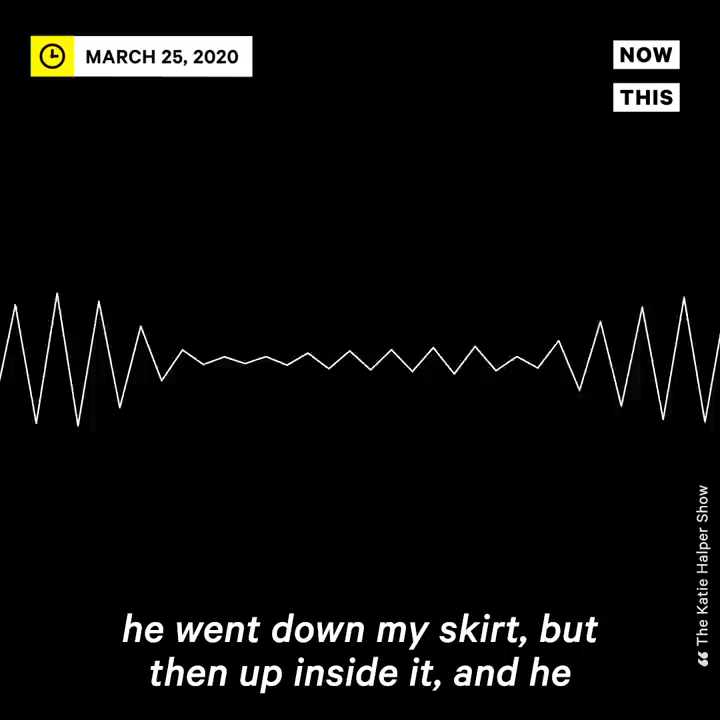 MARCH 25, 2020
NOW
THIS
❝ The Katie Halper Show
he went down my skirt, but
then up inside it, and he